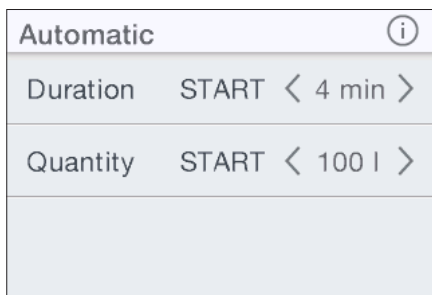 Automatic i
Duration START < 4 min >
Quantity START < 100 l >